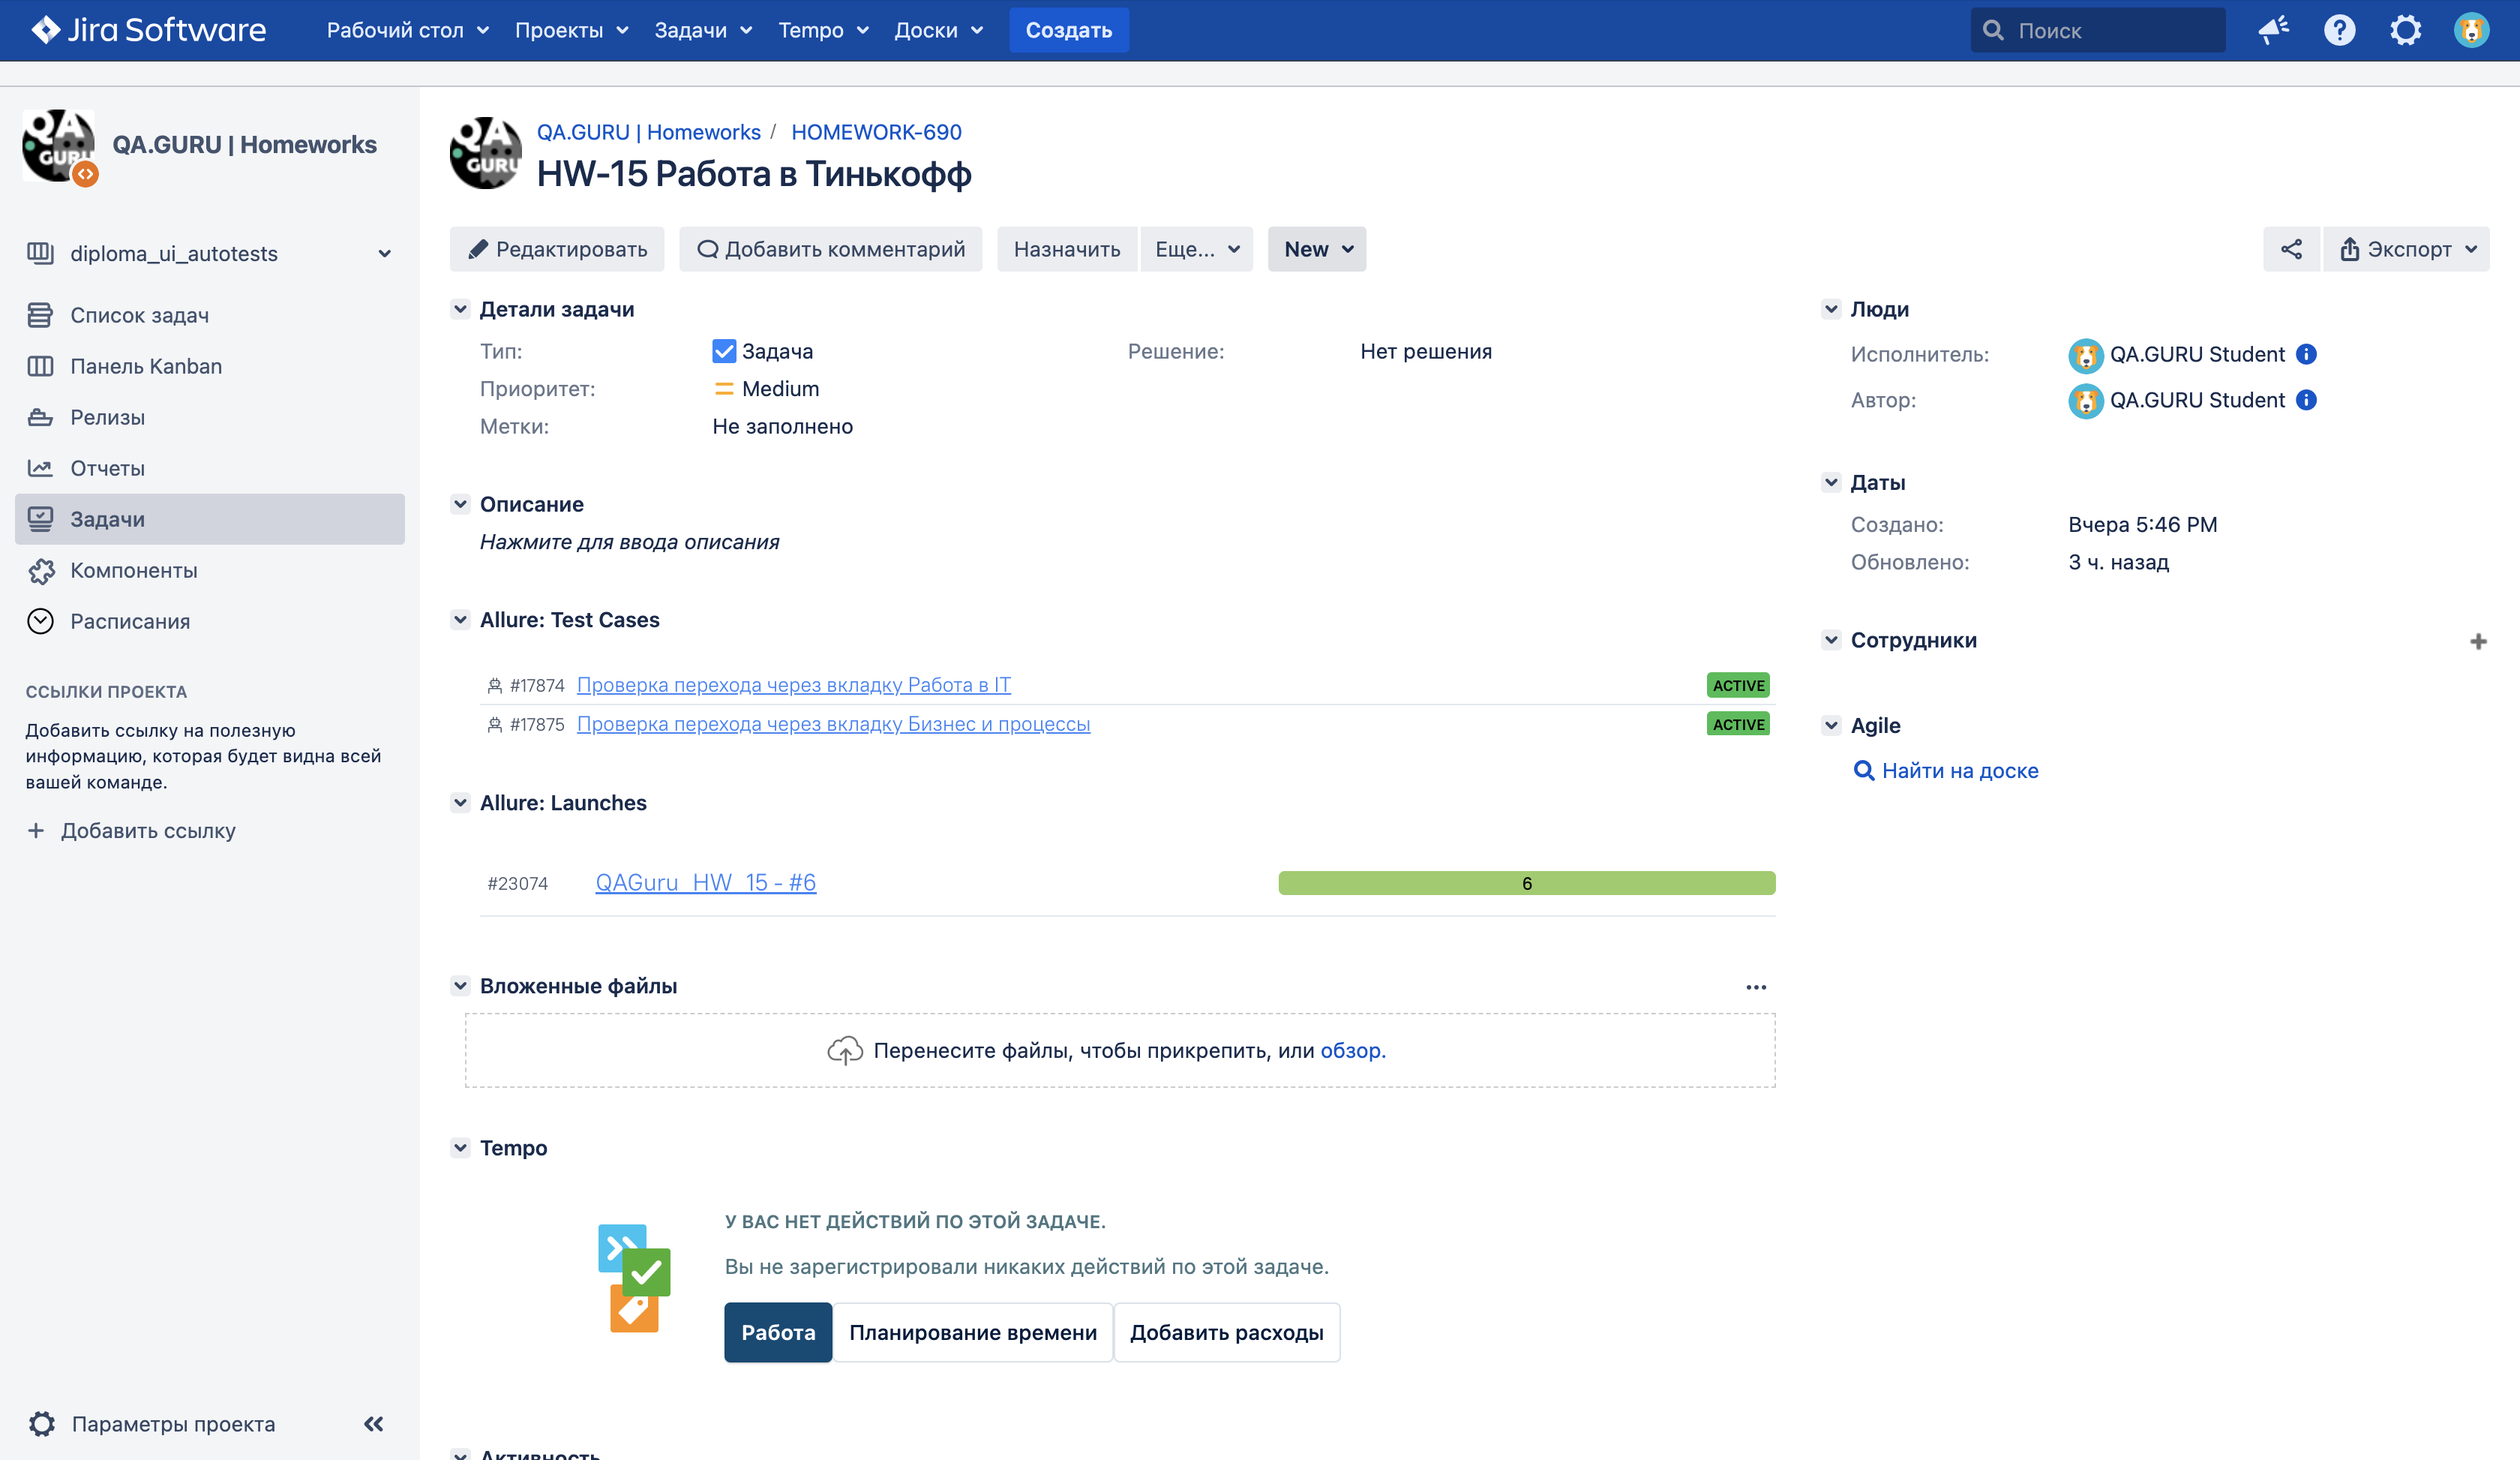 Jira Software
Рабочий стол
Проекты
Задачи
Tempo
Доски
Создать
Поиск
QA GURU
QA.GURU | Homeworks
diploma_ui_autotests
Список задач
Панель Kanban
Релизы
Отчеты
Задачи
Компоненты
Расписания
ССЫЛКИ ПРОЕКТА
Добавить ссылку на полезную
информацию, которая будет видна всей
вашей команде.
+ Добавить ссылку
Параметры проекта
QA GURU
QA.GURU | Homeworks / HOMEWORK-690
HW-15 Работа в Тинькофф
Редактировать
Добавить комментарий
Назначить
Еще...
New
Экспорт
Детали задачи
Тип: Задача
Решение: Нет решения
Приоритет: Medium
Метки: Не заполнено
Описание
Нажмите для ввода описания
Allure: Test Cases
#17874 Проверка перехода через вкладку Работа в IT ACTIVE
#17875 Проверка перехода через вкладку Бизнес и процессы ACTIVE
Allure: Launches
#23074 QAGuru_HW_15 - #6 6
Вложенные файлы
Перенесите файлы, чтобы прикрепить, или обзор.
Tempo
У ВАС НЕТ ДЕЙСТВИЙ ПО ЭТОЙ ЗАДАЧЕ.
Вы не зарегистрировали никаких действий по этой задаче.
Работа
Планирование времени
Добавить расходы
Активность
Люди
Исполнитель: QA.GURU Student
Автор: QA.GURU Student
Даты
Создано: Вчера 5:46 PM
Обновлено: 3 ч. назад
Сотрудники
Agile
Найти на доске